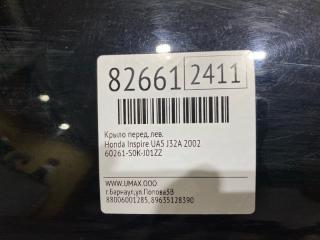 82661 2411
Крыло перед.лев.
Honda Inspire UA5 J32A 2002
60261-S0K-J01ZZ
WWW.UMAX.OOO
г.Барнаул,ул.Попова5В
88006001285,89635128390